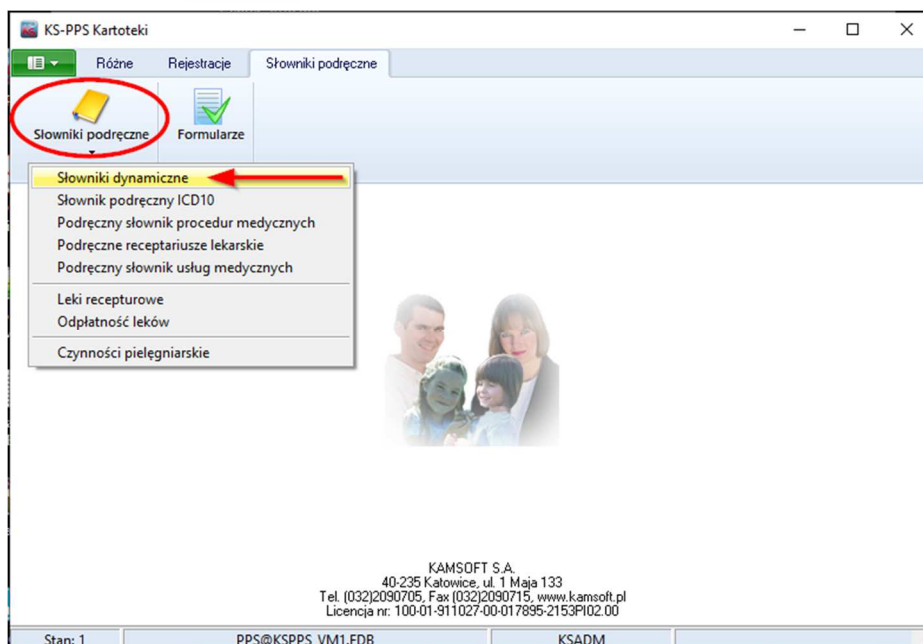 KS-PPS Kartoteki
Różne Rejestracje Słowniki podręczne
Słowniki podręczne Formularze
Słowniki dynamiczne
Słownik podręczny ICD10
Podręczny słownik procedur medycznych
Podręczne receptariusze lekarskie
Podręczny słownik usług medycznych
Leki recepturowe
Odpłatność leków
Czynności pielęgniarskie
KAMSOFT S.A.
40-235 Katowice, ul. 1 Maja 133
Tel. (032)2090705, Fax (032)2090715, www.kamsoft.pl
Licencja nr: 100-01-911027-00-017895-2153PI02.00
Stan: 1 PPS@KSPPS_VM1.FDB KSADM